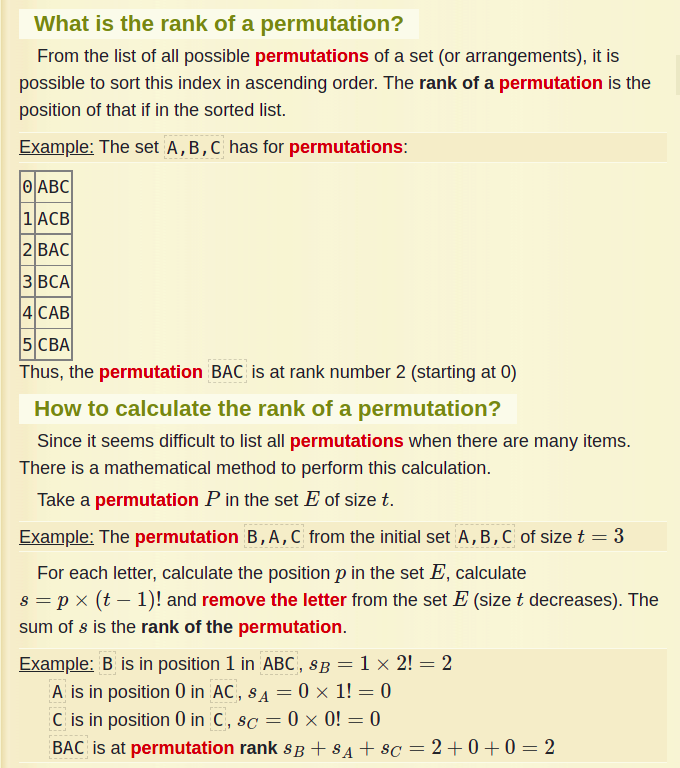 What is the rank of a permutation?
From the list of all possible permutations of a set (or arrangements), it is
possible to sort this index in ascending order. The rank of a permutation is the
position of that if in the sorted list.
Example: The set A,B,C has for permutations:
0 ABC
1 ACB
2 BAC
3 BCA
4 CAB
5 CBA
Thus, the permutation BAC is at rank number 2 (starting at 0)
How to calculate the rank of a permutation?
Since it seems difficult to list all permutations when there are many items.
There is a mathematical method to perform this calculation.
Take a permutation P in the set E of size t.
Example: The permutation B,A,C from the initial set A,B,C of size t = 3
For each letter, calculate the position p in the set E, calculate
s = p × (t − 1)! and remove the letter from the set E (size t decreases). The
sum of s is the rank of the permutation.
Example: B is in position 1 in ABC, s_B = 1 × 2! = 2
A is in position 0 in AC, s_A = 0 × 1! = 0
C is in position 0 in C, s_C = 0 × 0! = 0
BAC is at permutation rank s_B + s_A + s_C = 2 + 0 + 0 = 2